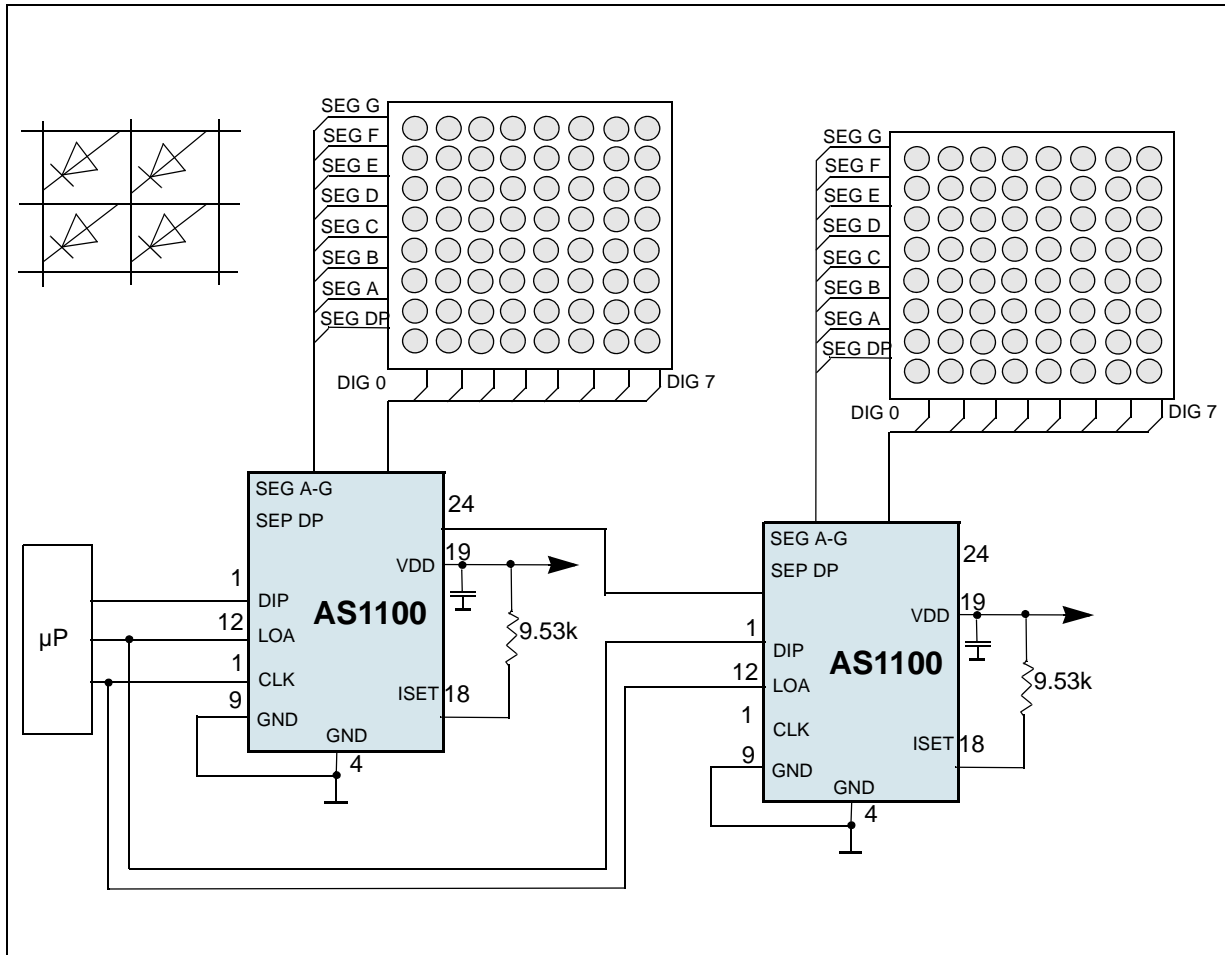 SEG G
SEG F
SEG E
SEG D
SEG C
SEG B
SEG A
SEG DP
DIG 0
DIG 7
SEG G
SEG F
SEG E
SEG D
SEG C
SEG B
SEG A
SEG DP
DIG 0
DIG 7
µP
SEG A-G
SEP DP
24
VDD
19
1
DIP
AS1100
12
LOA
9.53k
1
CLK
ISET
18
9
GND
GND
4
SEG A-G
SEP DP
24
VDD
19
1
DIP
AS1100
12
LOA
9.53k
1
CLK
ISET
18
9
GND
GND
4